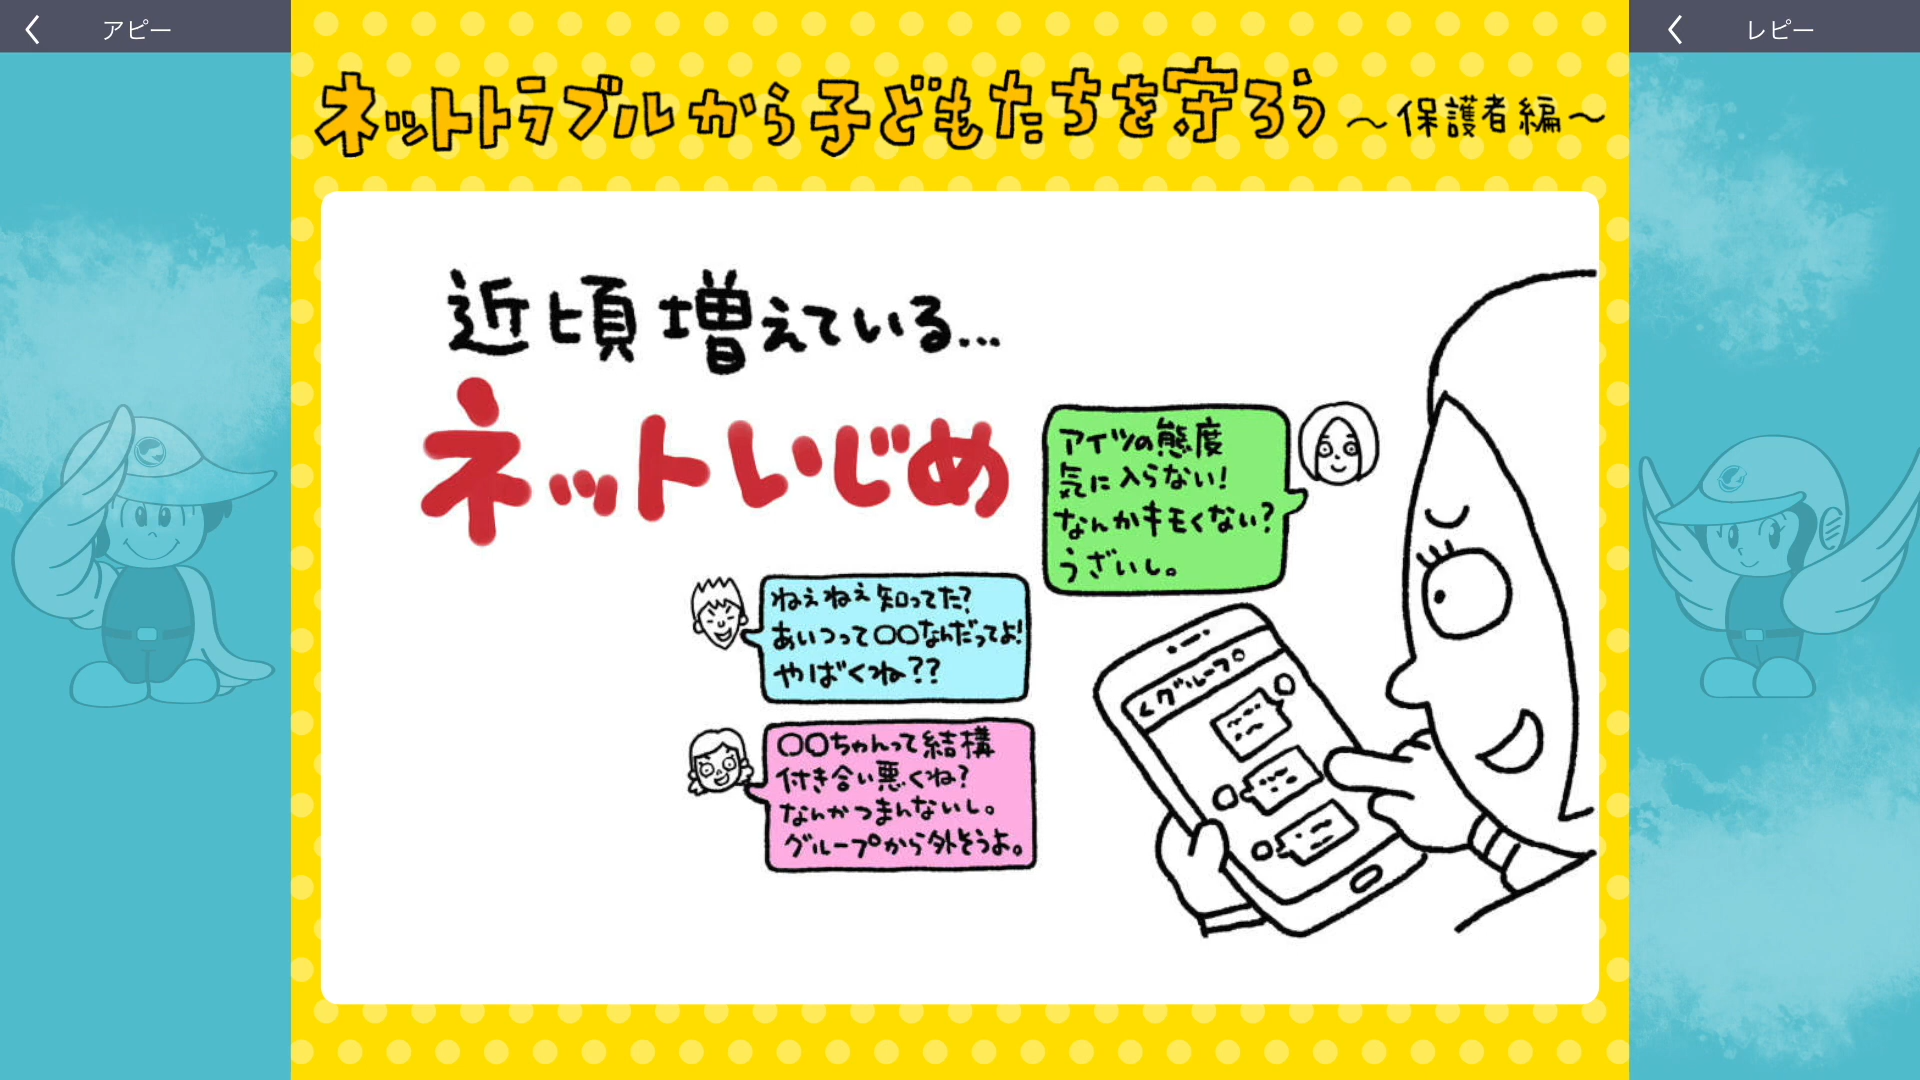 アピー
レピー
ネットトラブルから子どもたちを守ろう ～保護者編～
近頃増えている…
ネットいじめ
アイツの態度
気に入らない!
なんかキモくない?
うざいし。
ねぇねぇ知ってた?
あいつって○○なんだってよ!
やばくね??
○○ちゃんって結構
付き合い悪くね?
なんかつまんないし。
グループから外そうよ。
<グループ